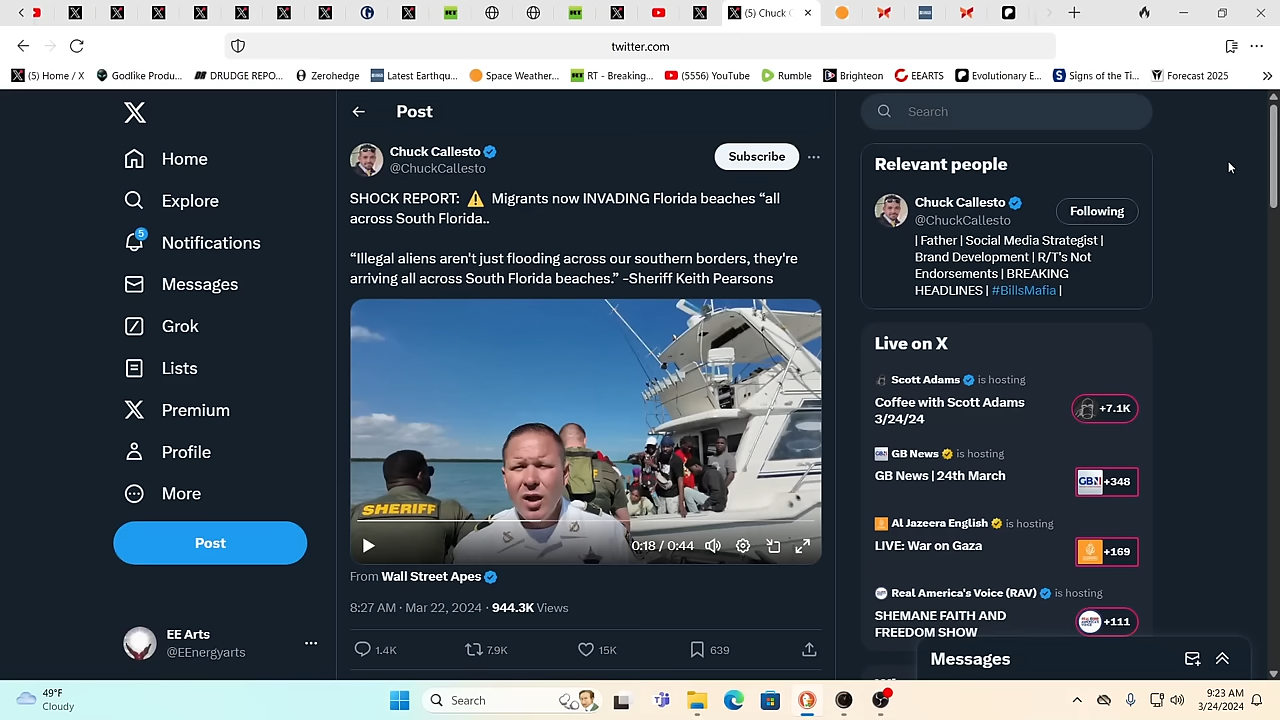 (5) Chuck C
twitter.com
(5) Home / X
Godlike Produ...
DRUDGE REPO...
Zerohedge
Latest Earthqu...
Space Weather...
RT - Breaking...
(5556) YouTube
Rumble
Brighteon
EEARTS
Evolutionary E...
Signs of the Ti...
Forecast 2025
Home
Explore
5
Notifications
Messages
Grok
Lists
Premium
Profile
More
Post
EE Arts
@EEnergyarts
Post
Chuck Callesto
@ChuckCallesto
Subscribe
SHOCK REPORT: ⚠️ Migrants now INVADING Florida beaches “all
across South Florida..
“Illegal aliens aren't just flooding across our southern borders, they're
arriving all across South Florida beaches.” -Sheriff Keith Pearsons
SHERIFF
0:18 / 0:44
From Wall Street Apes
8:27 AM · Mar 22, 2024 · 944.3K Views
1.4K
7.9K
15K
639
Search
Relevant people
Chuck Callesto
@ChuckCallesto
Following
| Father | Social Media Strategist |
Brand Development | R/T's Not
Endorsements | BREAKING
HEADLINES | #BillsMafia |
Live on X
Scott Adams is hosting
Coffee with Scott Adams
3/24/24
+7.1K
GB News is hosting
GB News | 24th March
GBN +348
Al Jazeera English is hosting
LIVE: War on Gaza
+169
Real America's Voice (RAV) is hosting
SHEMANE FAITH AND
FREEDOM SHOW
+111
Messages
49°F
Cloudy
Search
9:23 AM
3/24/2024